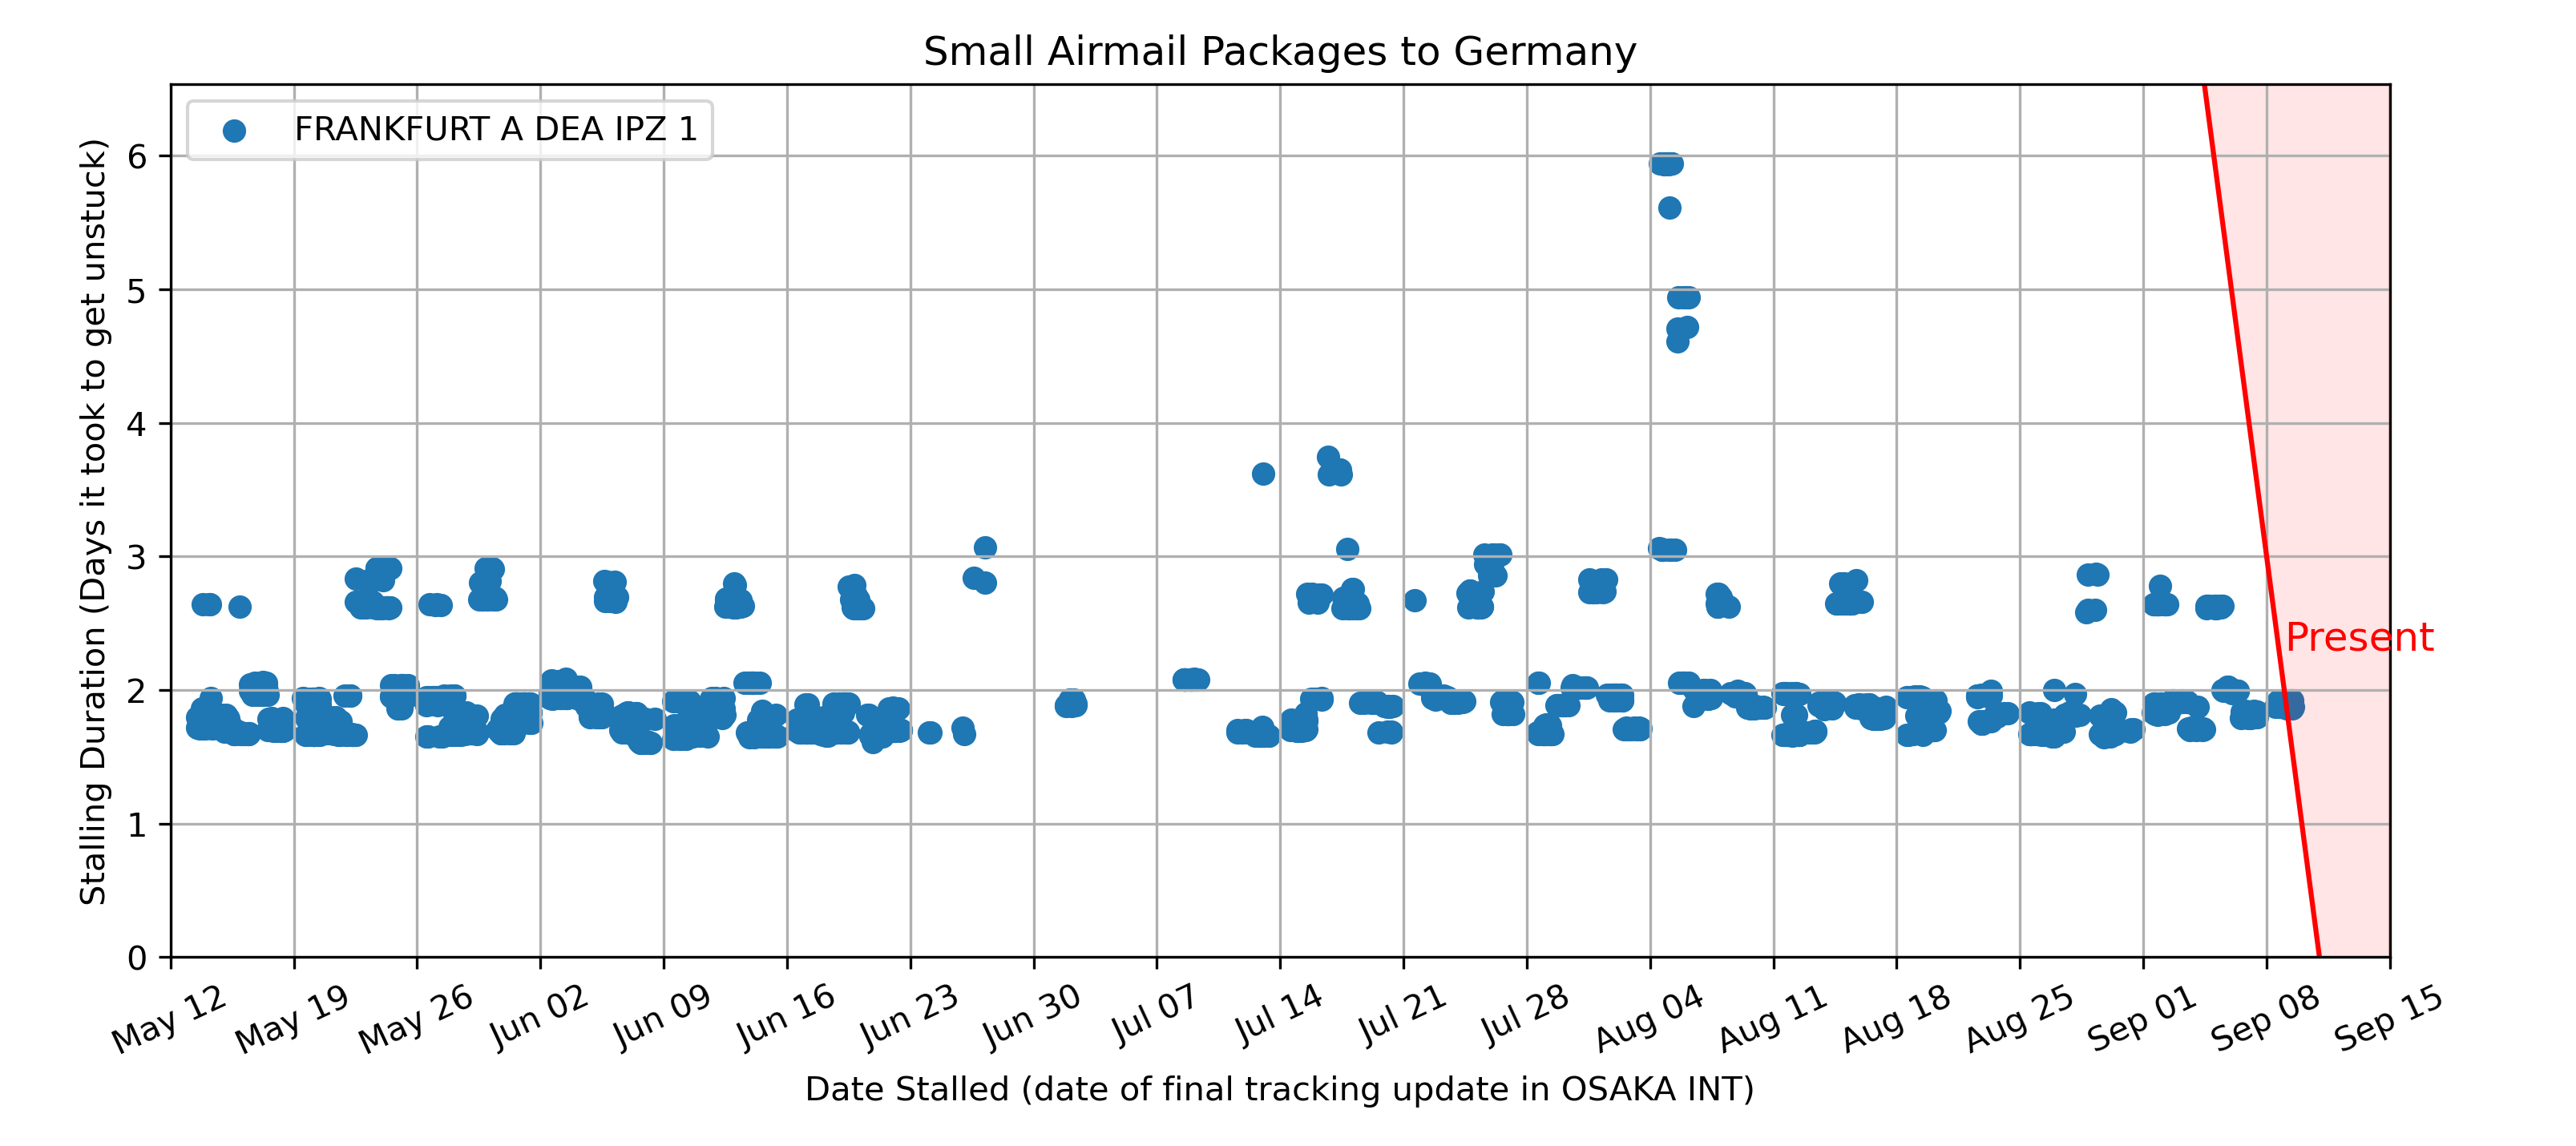 Small Airmail Packages to Germany
FRANKFURT A DEA IPZ 1
Stalling Duration (Days it took to get unstuck)
6
5
4
3
2
1
0
Present
May 12
May 19
May 26
Jun 02
Jun 09
Jun 16
Jun 23
Jun 30
Jul 07
Jul 14
Jul 21
Jul 28
Aug 04
Aug 11
Aug 18
Aug 25
Sep 01
Sep 08
Sep 15
Date Stalled (date of final tracking update in OSAKA INT)